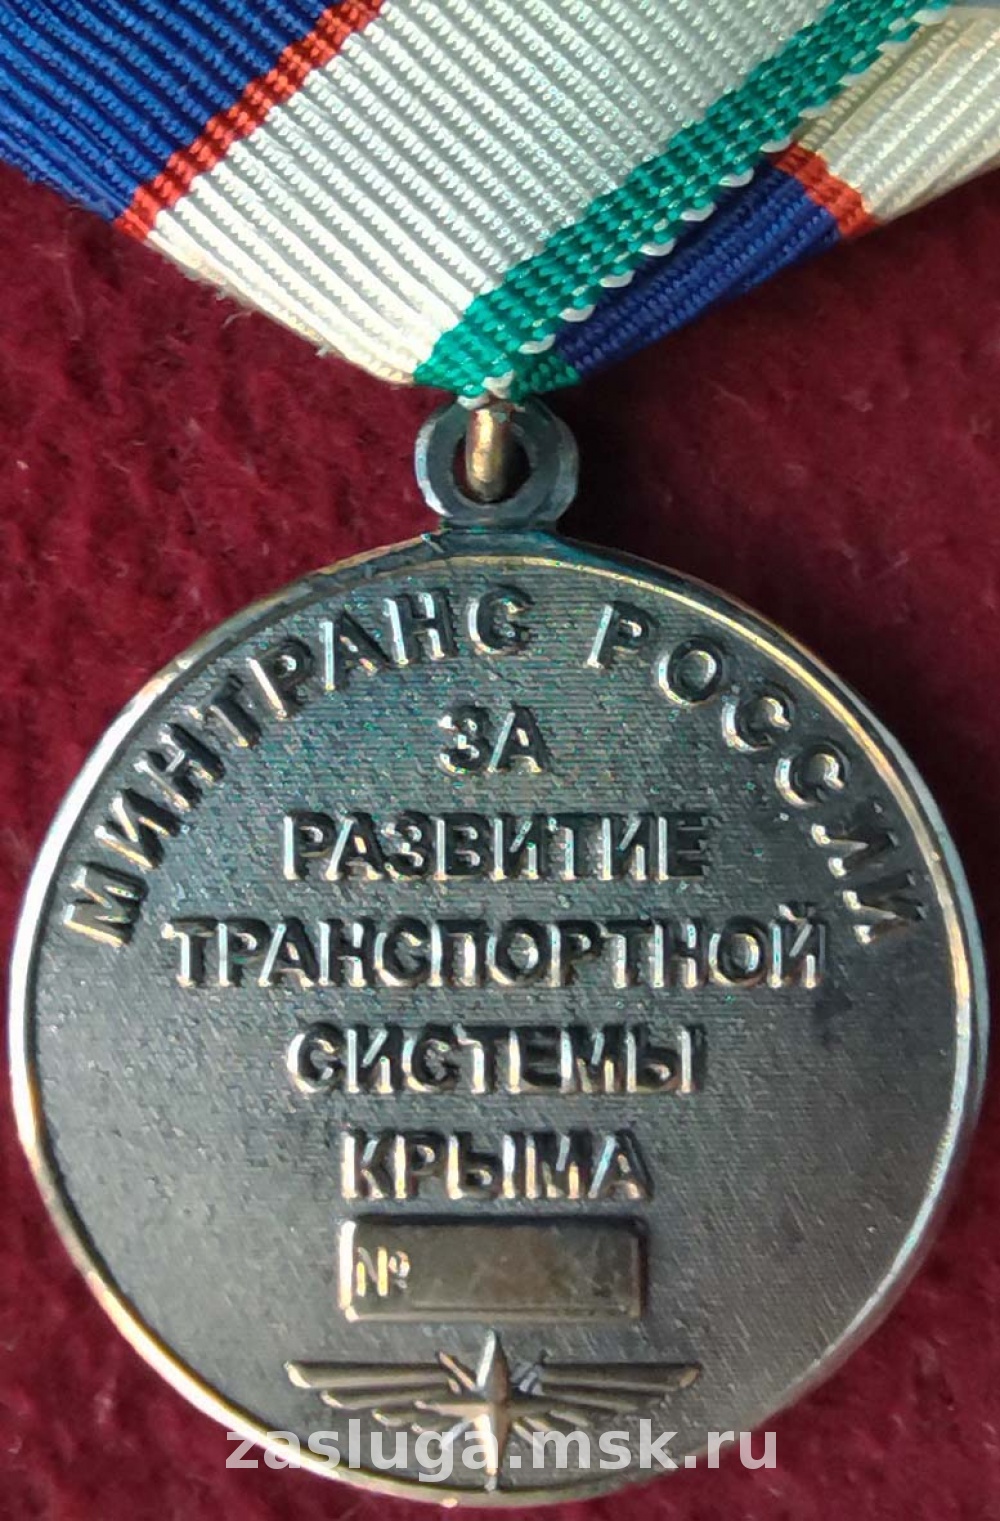 МИНТРАНС РОССИИ
ЗА
РАЗВИТИЕ
ТРАНСПОРТНОЙ
СИСТЕМЫ
КРЫМА
№
zasluga.msk.ru